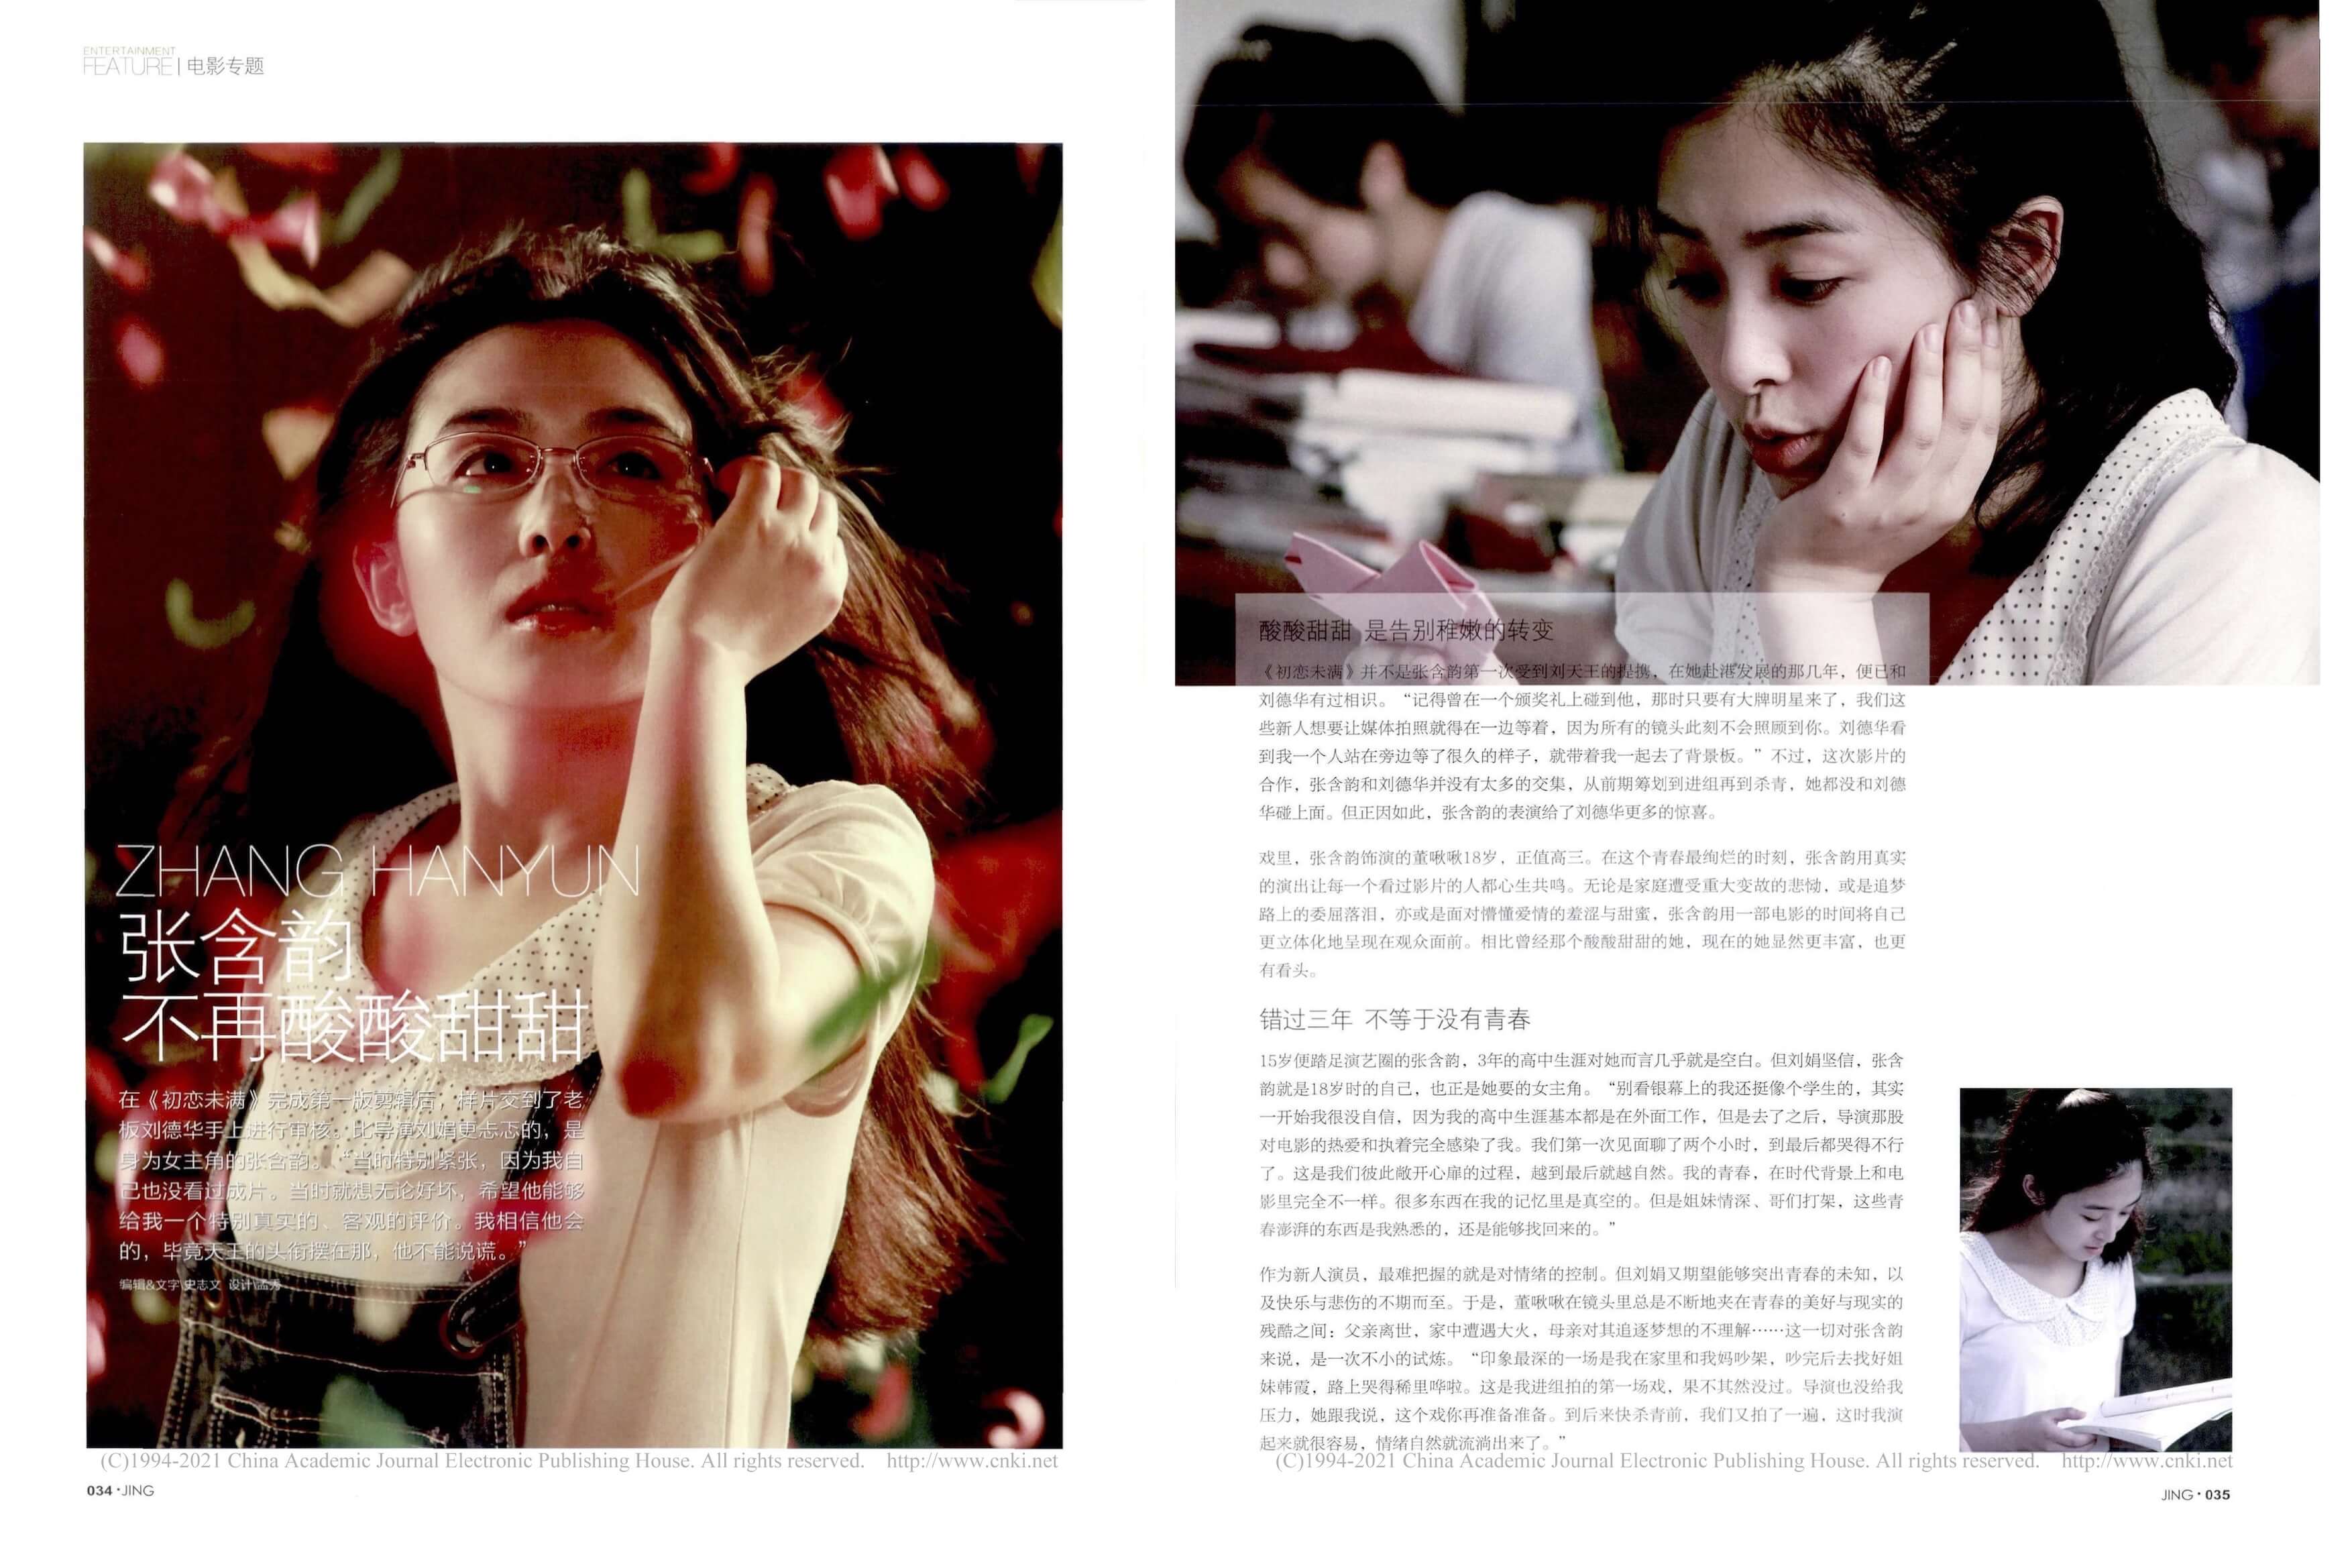 ENTERTAINMENT
FEATURE | 电影专题
ZHANG HANYUN
张含韵
不再酸酸甜甜
在《初恋未满》完成第一版剪辑后，样片交到了老
板刘德华手上进行审核。比导演刘娟更忐忑的，是
身为女主角的张含韵。“当时特别紧张，因为我自
己也没看过成片。当时就想无论好坏，希望他能够
给我一个特别真实的、客观的评价。我相信他会
的，毕竟天王的头衔摆在那，他不能说谎。”
编辑&文字\史志文 设计\孟秀
(C)1994-2021 China Academic Journal Electronic Publishing House. All rights reserved. http://www.cnki.net
034 · JING
酸酸甜甜 是告别稚嫩的转变
《初恋未满》并不是张含韵第一次受到刘天王的提携，在她赴港发展的那几年，便已和
刘德华有过相识。“记得曾在一个颁奖礼上碰到他，那时只要有大牌明星来了，我们这
些新人想要让媒体拍照就得在一边等着，因为所有的镜头此刻不会照顾到你。刘德华看
到我一个人站在旁边等了很久的样子，就带着我一起去了背景板。”不过，这次影片的
合作，张含韵和刘德华并没有太多的交集，从前期筹划到进组再到杀青，她都没和刘德
华碰上面。但正因如此，张含韵的表演给了刘德华更多的惊喜。
戏里，张含韵饰演的董啾啾18岁，正值高三。在这个青春最绚烂的时刻，张含韵用真实
的演出让每一个看过影片的人都心生共鸣。无论是家庭遭受重大变故的悲恸，或是追梦
路上的委屈落泪，亦或是面对懵懂爱情的羞涩与甜蜜，张含韵用一部电影的时间将自己
更立体化地呈现在观众面前。相比曾经那个酸酸甜甜的她，现在的她显然更丰富，也更
有看头。
错过三年 不等于没有青春
15岁便踏足演艺圈的张含韵，3年的高中生涯对她而言几乎就是空白。但刘娟坚信，张含
韵就是18岁时的自己，也正是她要的女主角。“别看银幕上的我还挺像个学生的，其实
一开始我很没自信，因为我的高中生涯基本都是在外面工作，但是去了之后，导演那股
对电影的热爱和执着完全感染了我。我们第一次见面聊了两个小时，到最后都哭得不行
了。这是我们彼此敞开心扉的过程，越到最后就越自然。我的青春，在时代背景上和电
影里完全不一样。很多东西在我的记忆里是真空的。但是姐妹情深、哥们打架，这些青
春澎湃的东西是我熟悉的，还是能够找回来的。”
作为新人演员，最难把握的就是对情绪的控制。但刘娟又期望能够突出青春的未知，以
及快乐与悲伤的不期而至。于是，董啾啾在镜头里总是不断地夹在青春的美好与现实的
残酷之间：父亲离世，家中遭遇大火，母亲对其追逐梦想的不理解……这一切对张含韵
来说，是一次不小的试炼。“印象最深的一场是我在家里和我妈吵架，吵完后去找好姐
妹韩霞，路上哭得稀里哗啦。这是我进组拍的第一场戏，果不其然没过。导演也没给我
压力，她跟我说，这个戏你再准备准备。到后来快杀青前，我们又拍了一遍，这时我演
起来就很容易，情绪自然就流淌出来了。”
(C)1994-2021 China Academic Journal Electronic Publishing House. All rights reserved. http://www.cnki.net
JING · 035